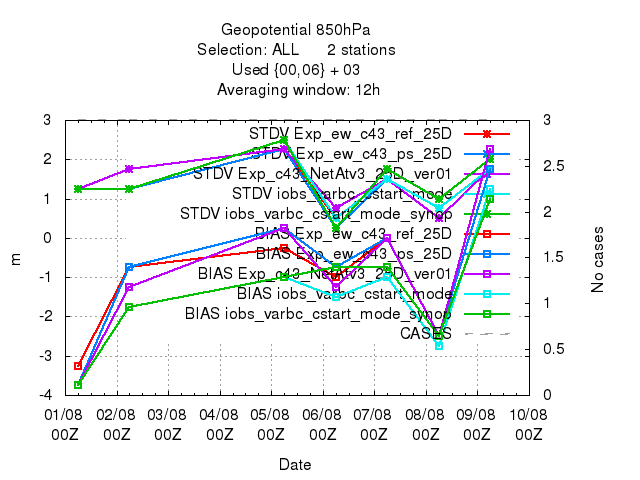 Geopotential 850hPa
Selection: ALL 2 stations
Used {00,06} + 03
Averaging window: 12h
STDV Exp_ew_c43_ref_25D
STDV Exp_ew_c43_ps_25D
STDV Exp_c43_NetAtv3_25D_ver01
STDV iobs_varbc_cstart_mode
STDV iobs_varbc_cstart_mode_synop
BIAS Exp_ew_c43_ref_25D
BIAS Exp_ew_c43_ps_25D
BIAS Exp_c43_NetAtv3_25D_ver01
BIAS iobs_varbc_cstart_mode
BIAS iobs_varbc_cstart_mode_synop
CASES
3
2
1
0
-1
-2
-3
-4
m
3
2.5
2
1.5
1
0.5
0
No cases
01/08 02/08 03/08 04/08 05/08 06/08 07/08 08/08 09/08 10/08
00Z 00Z 00Z 00Z 00Z 00Z 00Z 00Z 00Z 00Z
Date